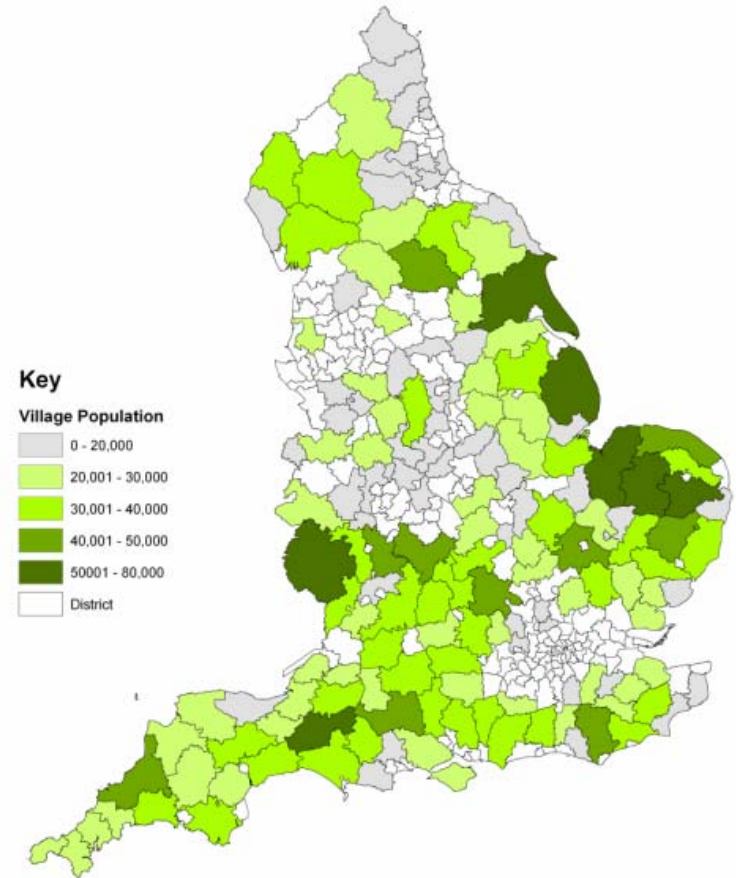 Key
Village Population
0 - 20,000
20,001 - 30,000
30,001 - 40,000
40,001 - 50,000
50001 - 80,000
District